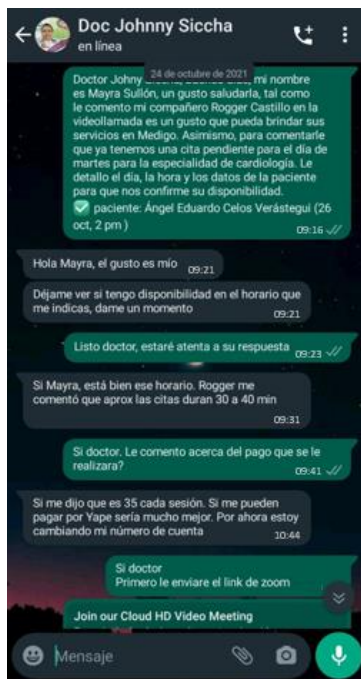 Doc Johnny Siccha
en línea
24 de octubre de 2021
Doctor Johny
mi nombre
es Mayra Sullón, un gusto saludarla, tal como
le comento mi compañero Rogger Castillo en la
videollamada es un gusto que pueda brindar sus
servicios en Medigo. Asimismo, para comentarle
que ya tenemos una cita pendiente para el día de
martes para la especialidad de cardiología. Le
detallo el día, la hora y los datos de la paciente
para que nos confirme su disponibilidad.
✅ paciente: Ángel Eduardo Celos Verástegui (26
oct, 2 pm )
09:16
Hola Mayra, el gusto es mío
09:21
Déjame ver si tengo disponibilidad en el horario que
me indicas, dame un momento
09:21
Listo doctor, estaré atenta a su respuesta
09:23
Si Mayra, está bien ese horario. Rogger me
comentó que aprox las citas duran 30 a 40 min
09:31
Si doctor. Le comento acerca del pago que se le
realizara?
09:41
Si me dijo que es 35 cada sesión. Si me pueden
pagar por Yape sería mucho mejor. Por ahora estoy
cambiando mi número de cuenta
10:44
Si doctor
Primero le enviare el link de zoom
Join our Cloud HD Video Meeting
Mensaje